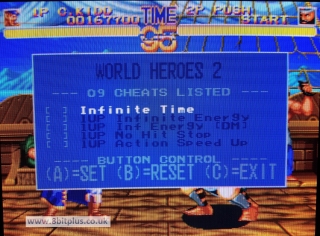 1P C.KIDD TIME 2P PUSH
00167700 START
95
WORLD HEROES 2
---- 09 CHEATS LISTED ----
Infinite Time
1UP Infinite Energy
1UP Inf Energy (DM)
1UP No Hit Stop
1UP Action Speed Up
---- BUTTON CONTROL ----
(A)=SET (B)=RESET (C)=EXIT
www.8bitplus.co.uk